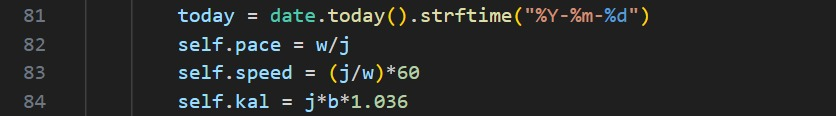 81 today = date.today().strftime("%Y-%m-%d")
82 self.pace = w/j
83 self.speed = (j/w)*60
84 self.kal = j*b*1.036